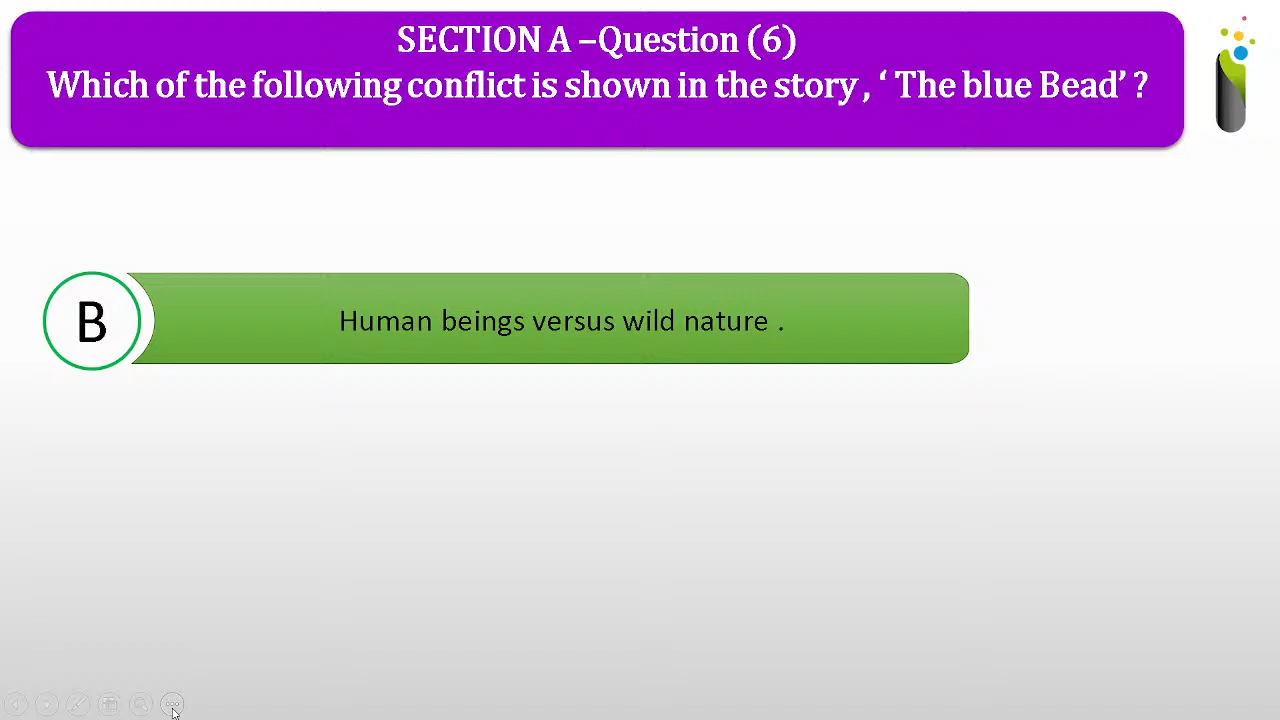 SECTION A –Question (6)
Which of the following conflict is shown in the story , ‘ The blue Bead’ ?
B
Human beings versus wild nature .